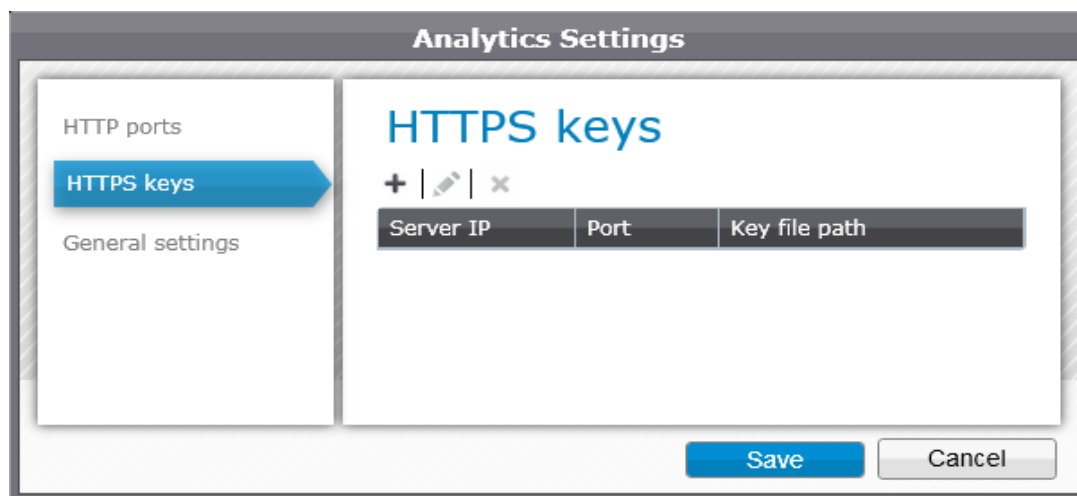 Analytics Settings
HTTP ports
HTTPS keys
General settings
HTTPS keys
Server IP Port Key file path
Save Cancel